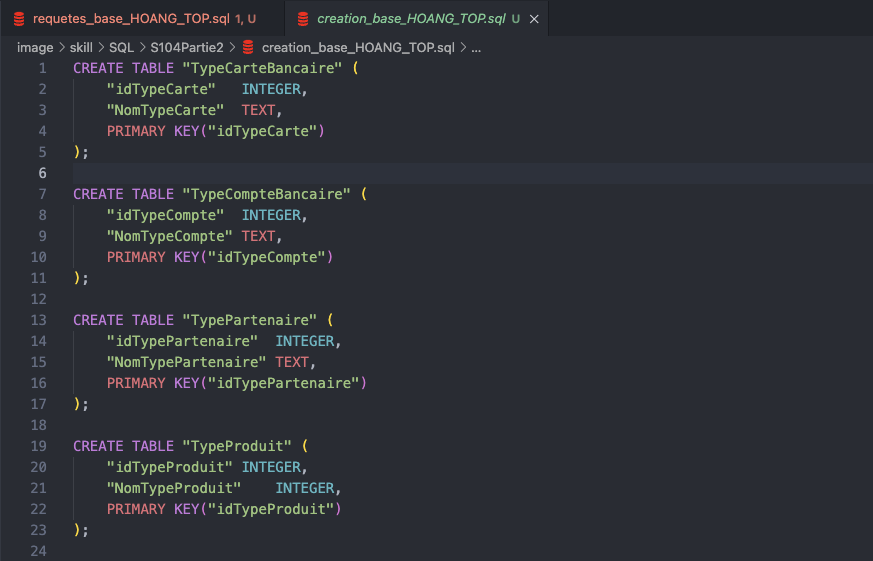 requetes_base_HOANG_TOP.sql 1, U
creation_base_HOANG_TOP.sql U
image > skill > SQL > S104Partie2 > creation_base_HOANG_TOP.sql > ...
1 CREATE TABLE "TypeCarteBancaire" (
2 "idTypeCarte" INTEGER,
3 "NomTypeCarte" TEXT,
4 PRIMARY KEY("idTypeCarte")
5 );
6
7 CREATE TABLE "TypeCompteBancaire" (
8 "idTypeCompte" INTEGER,
9 "NomTypeCompte" TEXT,
10 PRIMARY KEY("idTypeCompte")
11 );
12
13 CREATE TABLE "TypePartenaire" (
14 "idTypePartenaire" INTEGER,
15 "NomTypePartenaire" TEXT,
16 PRIMARY KEY("idTypePartenaire")
17 );
18
19 CREATE TABLE "TypeProduit" (
20 "idTypeProduit" INTEGER,
21 "NomTypeProduit" INTEGER,
22 PRIMARY KEY("idTypeProduit")
23 );
24